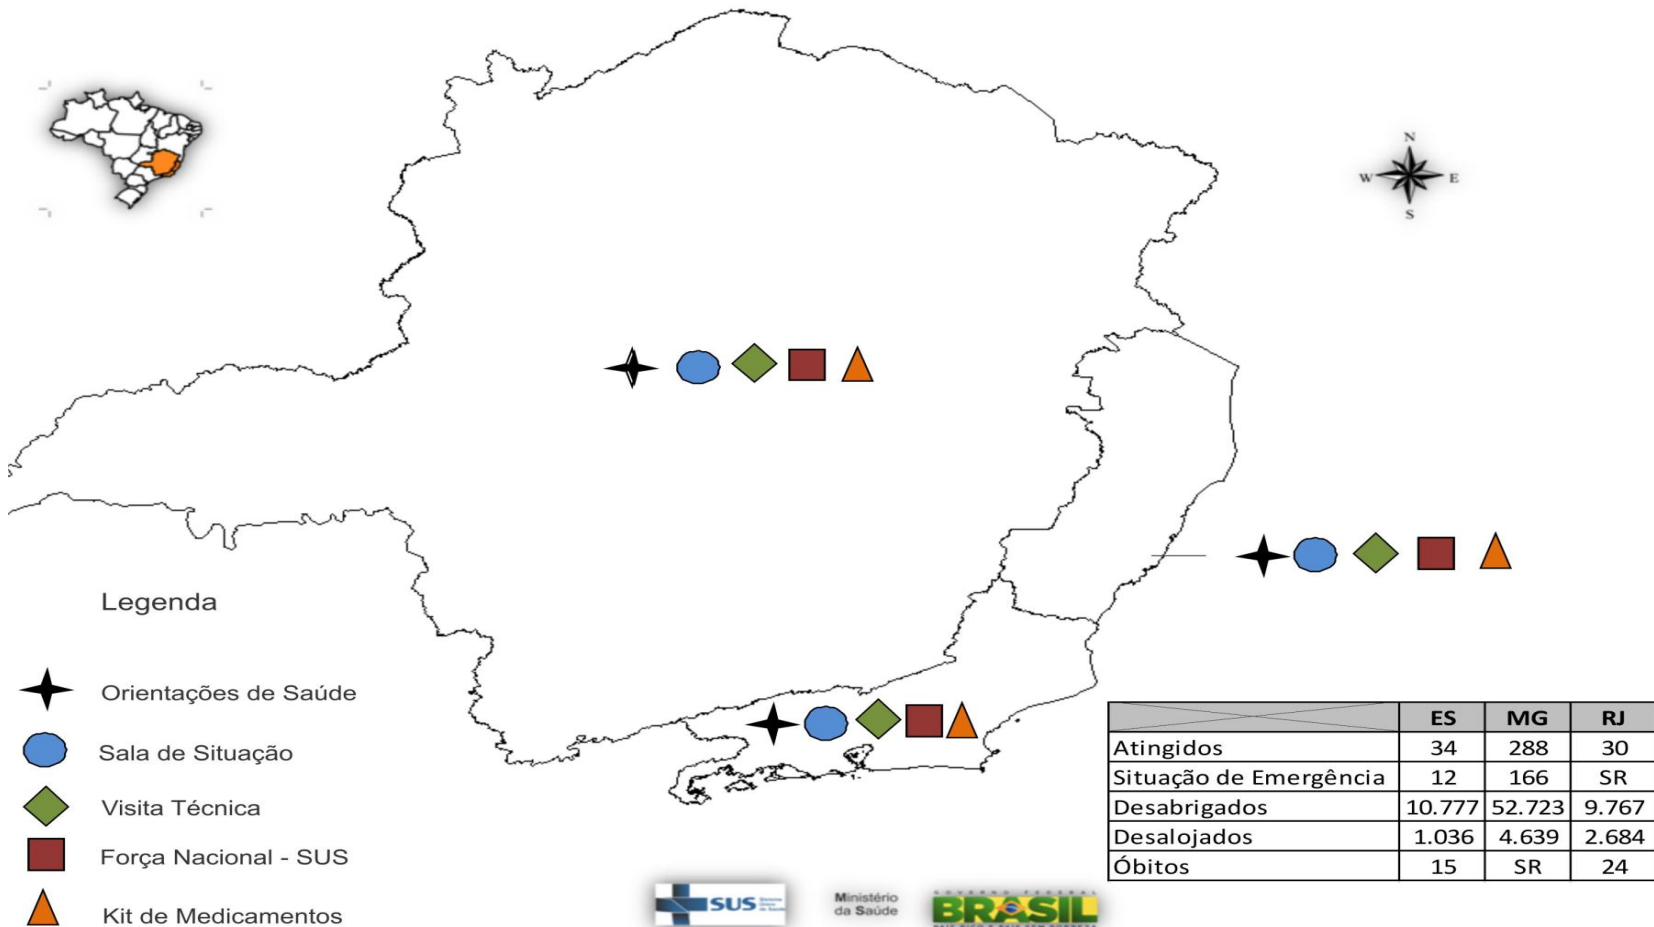 N
W E
S
Legenda
Orientações de Saúde
Sala de Situação
Visita Técnica
Força Nacional - SUS
Kit de Medicamentos
ES MG RJ
Atingidos 34 288 30
Situação de Emergência 12 166 SR
Desabrigados 10.777 52.723 9.767
Desalojados 1.036 4.639 2.684
Óbitos 15 SR 24
SUS
Ministério
da Saúde
GOVERNO FEDERAL
BRASIL